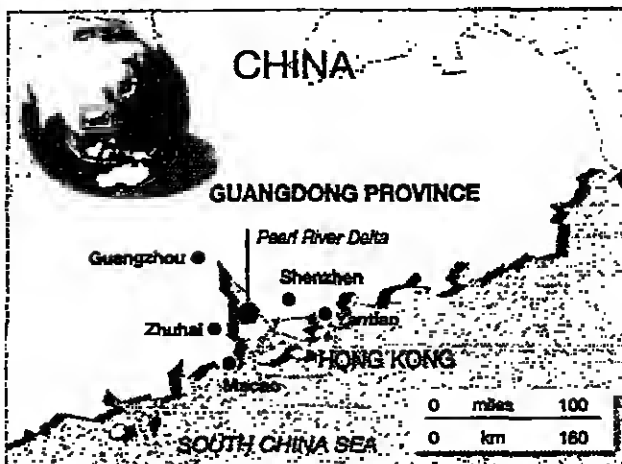 CHINA
GUANGDONG PROVINCE
Pearl River Delta
Guangzhou
Shenzhen
Yantian
Zhuhai
HONG KONG
Macao
0 miles 100
0 km 160
SOUTH CHINA SEA